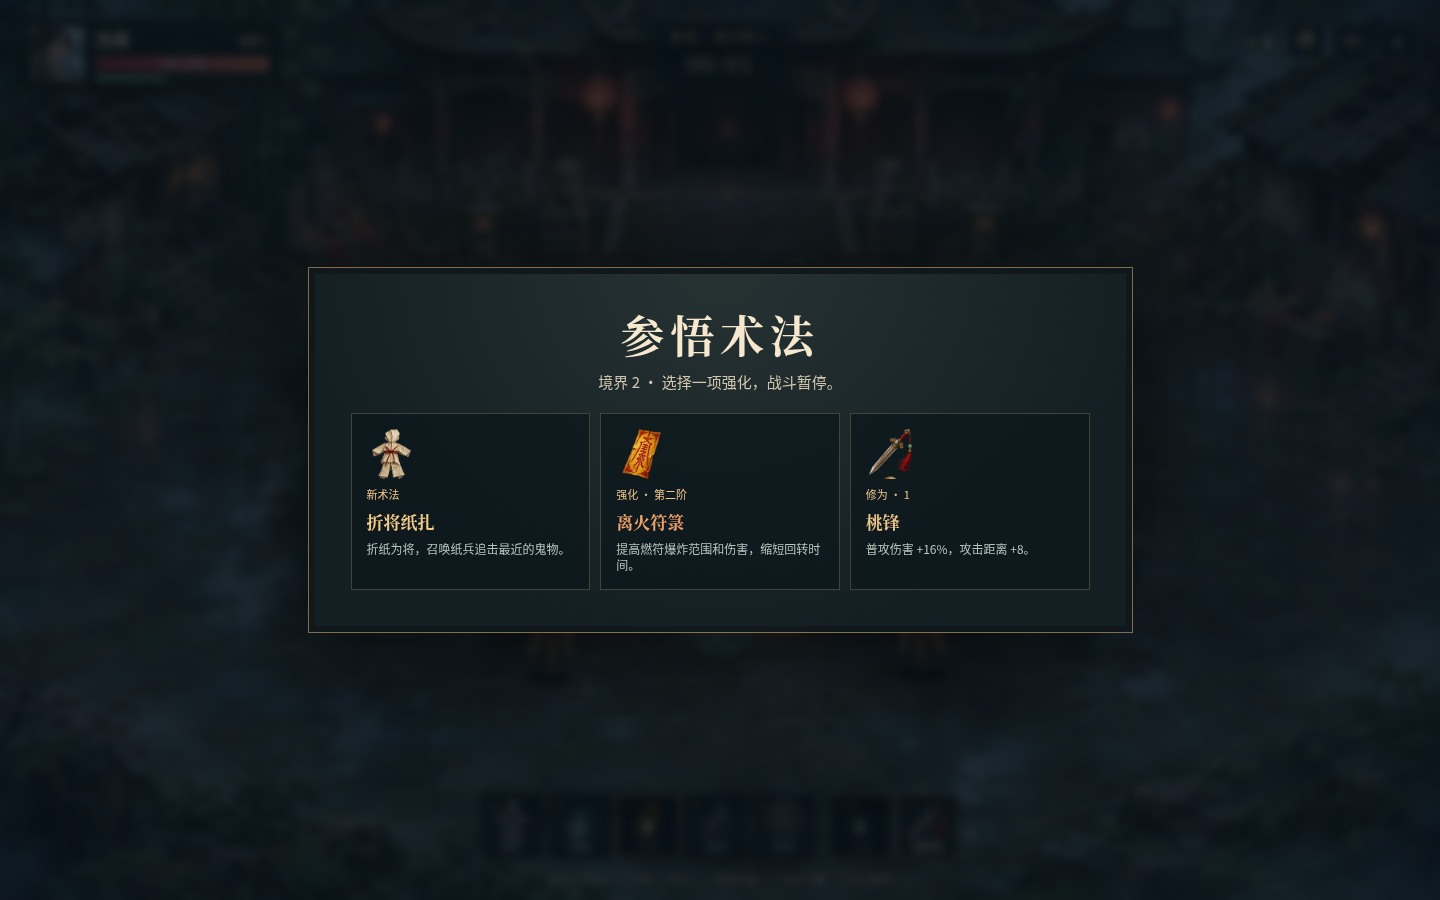 参悟术法
境界 2 · 选择一项强化，战斗暂停。
新术法
折将纸扎
折纸为将，召唤纸兵追击最近的鬼物。
强化 · 第二阶
离火符箓
提高燃符爆炸范围和伤害，缩短回转时
间。
修为 · 1
桃锋
普攻伤害 +16%，攻击距离 +8。